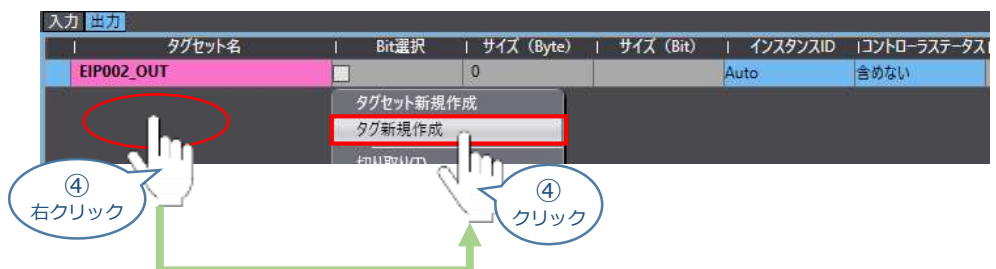 入力 出力
タグセット名 Bit選択 サイズ (Byte) サイズ (Bit) インスタンスID コントローラステータス
EIP002_OUT 0 Auto 含めない
タグセット新規作成
タグ新規作成
④
右クリック
④
クリック